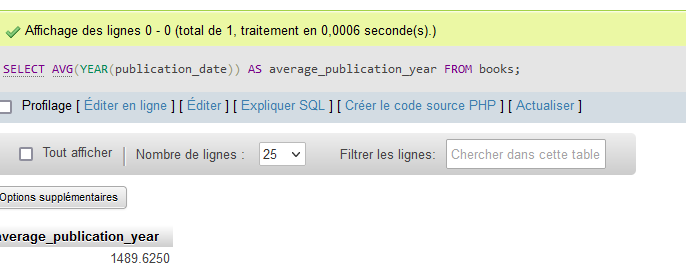 Affichage des lignes 0 - 0 (total de 1, traitement en 0,0006 seconde(s).)
SELECT AVG(YEAR(publication_date)) AS average_publication_year FROM books;
Profilage [ Éditer en ligne ] [ Éditer ] [ Expliquer SQL ] [ Créer le code source PHP ] [ Actualiser ]
Tout afficher Nombre de lignes : 25 Filtrer les lignes: Chercher dans cette table
Options supplémentaires
average_publication_year
1489.6250